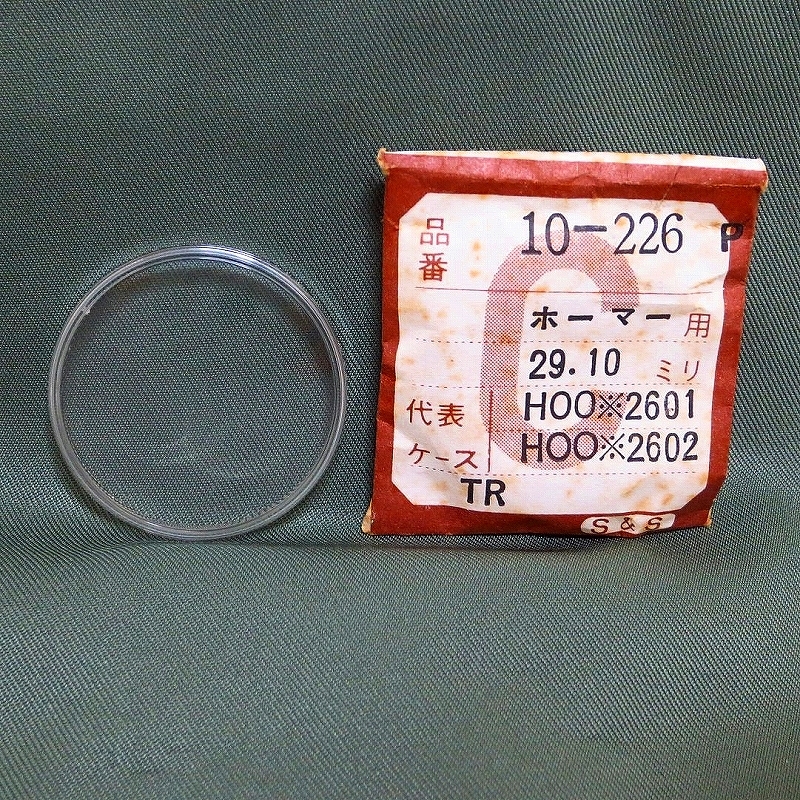 品番 10-226 P
ホーマー用
29.10 ミリ
代表 HOO※2601
ケース HOO※2602
TR
S & S
C